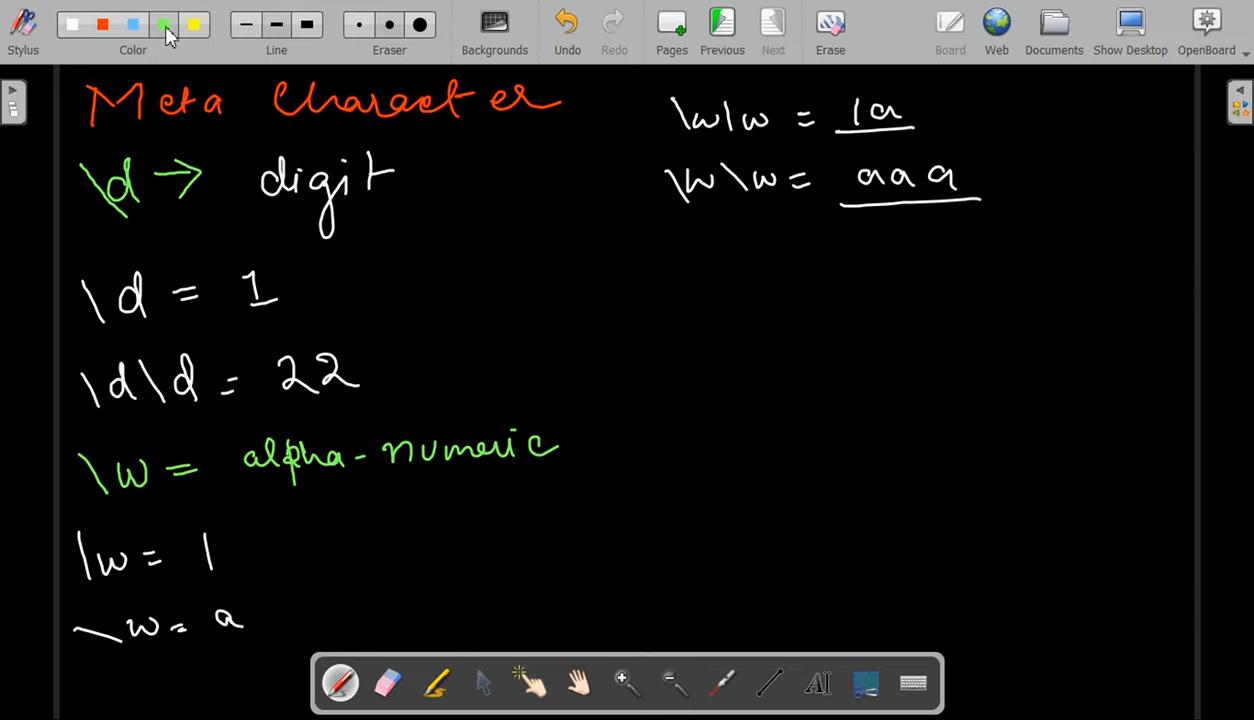 Stylus
Color
Line
Eraser
Backgrounds
Undo
Redo
Pages
Previous
Next
Erase
Board
Web
Documents
Show Desktop
OpenBoard
Meta Character
\d → digit
\d = 1
\d\d = 22
\w = alpha-numeric
\w = 1
\w = a
\w\w = 1a
\w\w = aaa
AI